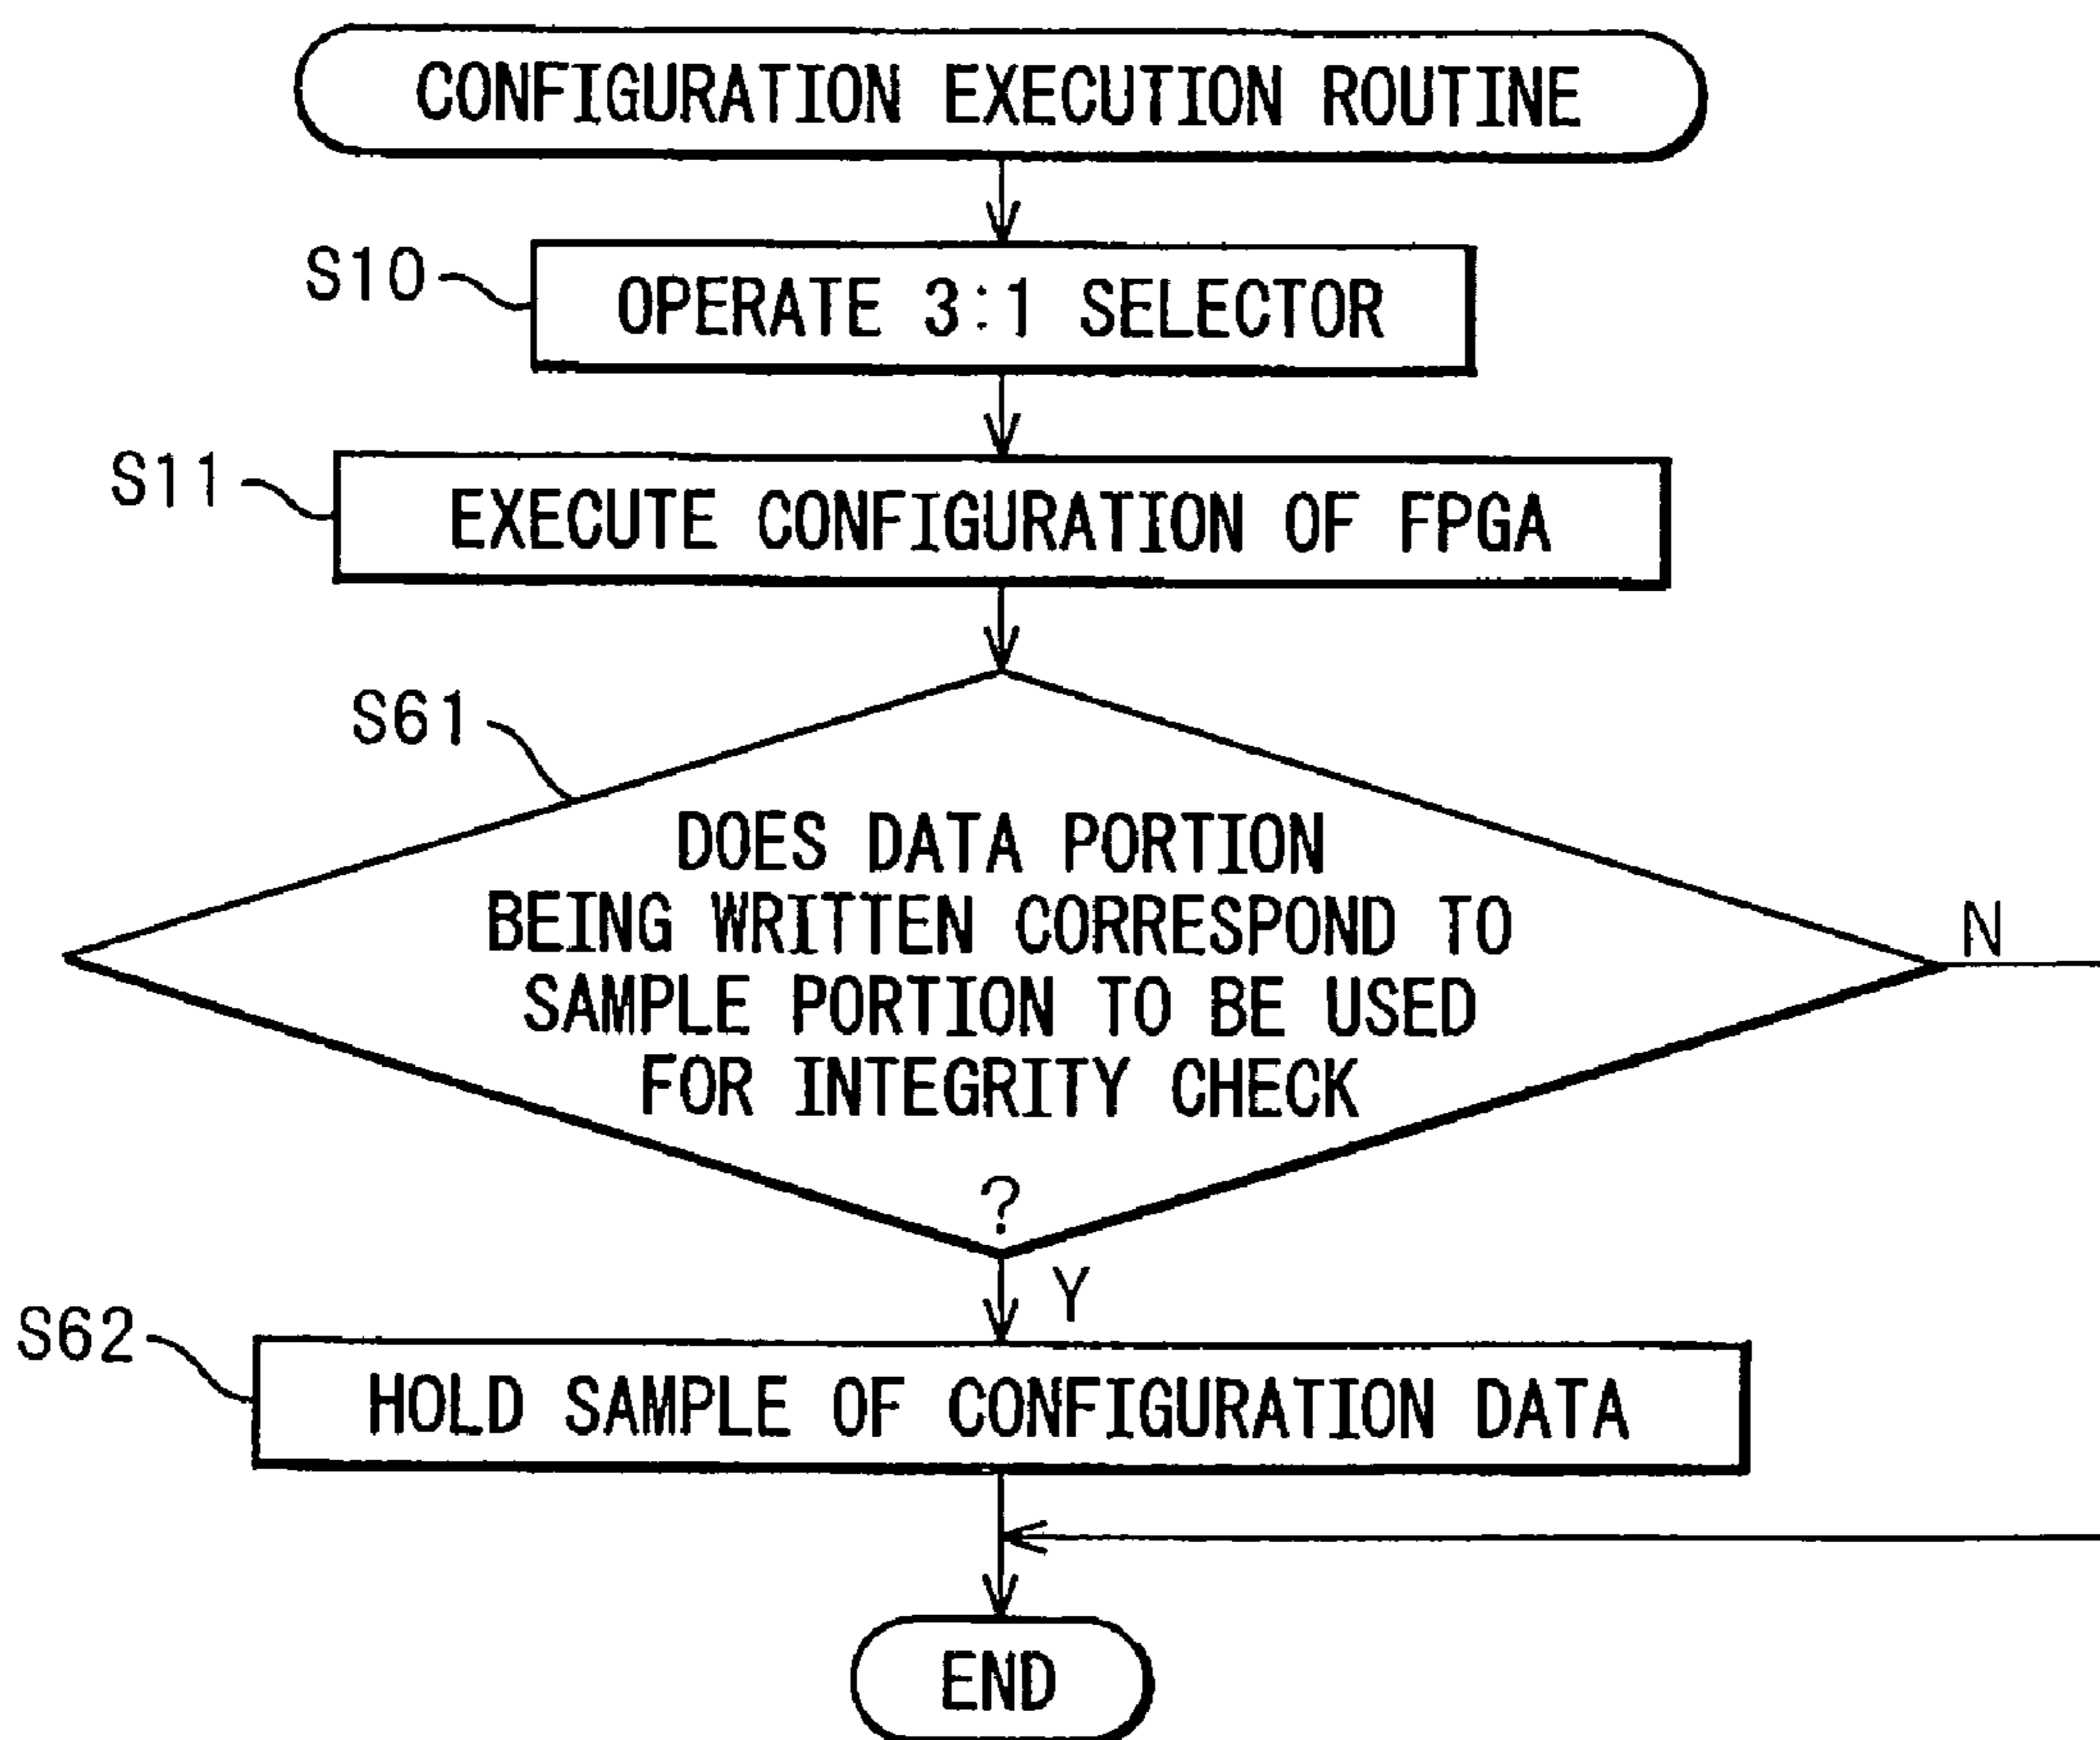 CONFIGURATION EXECUTION ROUTINE
S10
OPERATE 3:1 SELECTOR
S11
EXECUTE CONFIGURATION OF FPGA
S61
DOES DATA PORTION
BEING WRITTEN CORRESPOND TO
SAMPLE PORTION TO BE USED
FOR INTEGRITY CHECK
?
N
Y
S62
HOLD SAMPLE OF CONFIGURATION DATA
END